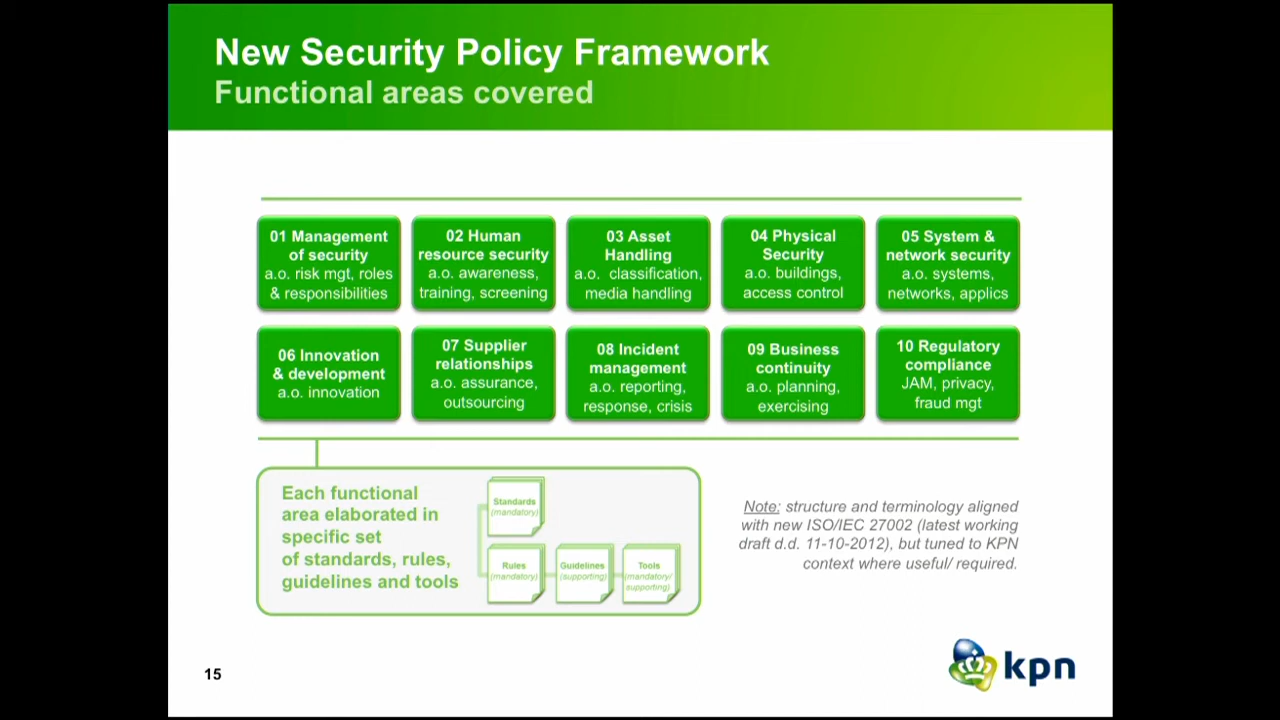 New Security Policy Framework
Functional areas covered
01 Management
of security
a.o. risk mgt, roles
& responsibilities
02 Human
resource security
a.o. awareness,
training, screening
03 Asset
Handling
a.o. classification,
media handling
04 Physical
Security
a.o. buildings,
access control
05 System &
network security
a.o. systems,
networks, applics
06 Innovation
& development
a.o. innovation
07 Supplier
relationships
a.o. assurance,
outsourcing
08 Incident
management
a.o. reporting,
response, crisis
09 Business
continuity
a.o. planning,
exercising
10 Regulatory
compliance
JAM, privacy,
fraud mgt
Each functional
area elaborated in
specific set
of standards, rules,
guidelines and tools
Standards
(mandatory)
Rules
(mandatory)
Guidelines
(supporting)
Tools
(mandatory/
supporting)
Note: structure and terminology aligned
with new ISO/IEC 27002 (latest working
draft d.d. 11-10-2012), but tuned to KPN
context where useful/ required.
15
kpn